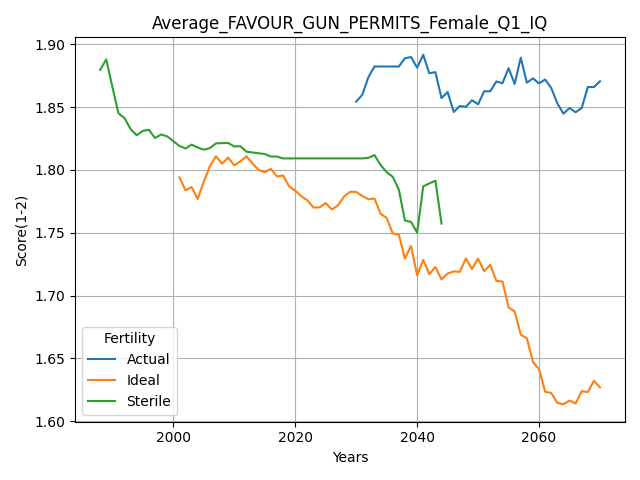 Average_FAVOUR_GUN_PERMITS_Female_Q1_IQ
1.90
1.85
1.80
1.75
1.70
1.65
1.60
Score(1-2)
Fertility
Actual
Ideal
Sterile
2000
2020
2040
2060
Years